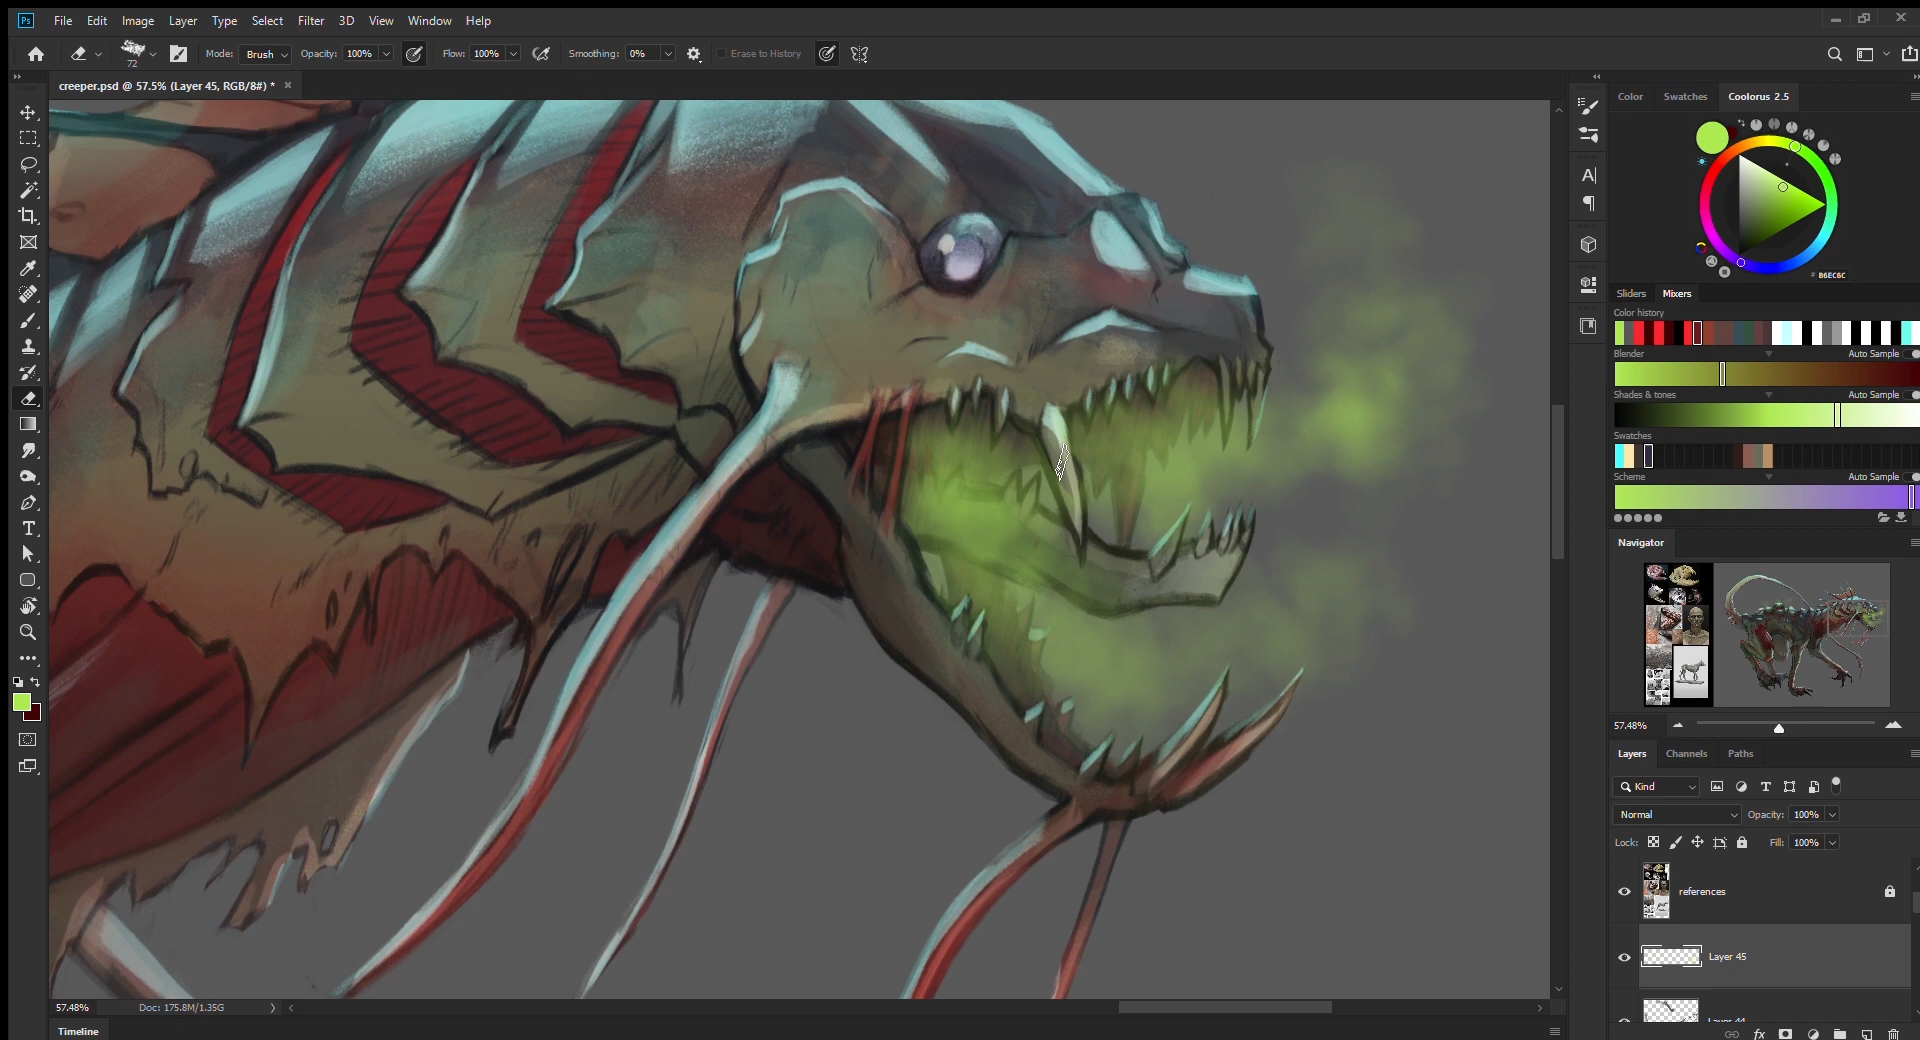 Ps File Edit Image Layer Type Select Filter 3D View Window Help
72 Mode: Brush Opacity: 100% Flow: 100% Smoothing: 0% Erase to History
creeper.psd @ 57.5% (Layer 45, RGB/8#) *
Color Swatches Coolorus 2.5
# B6EC6C
Sliders Mixers
Color history
Blender Auto Sample
Shades & tones Auto Sample
Swatches
Scheme Auto Sample
Navigator
57.48%
Layers Channels Paths
Kind
Normal Opacity: 100%
Lock: Fill: 100%
references
Layer 45
Layer 44
fx
57.48% Doc: 175.8M/1.35G
Timeline